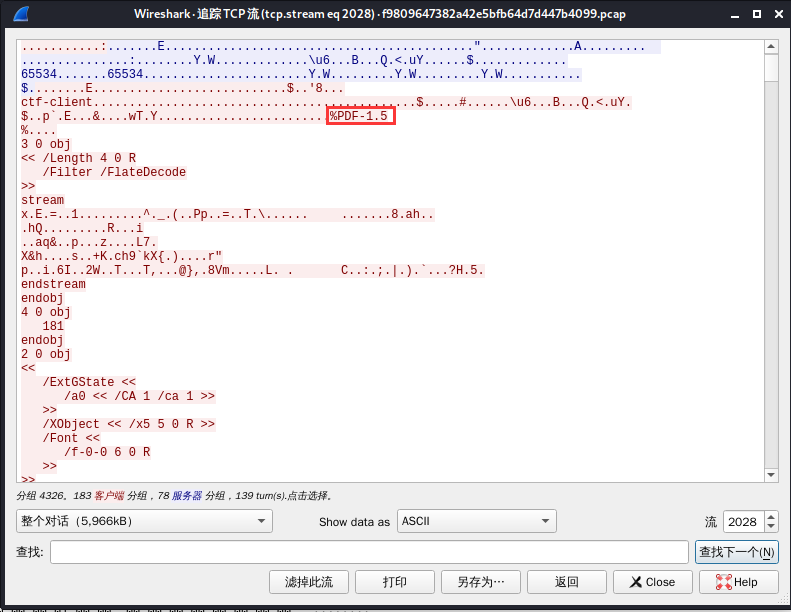 Wireshark · 追踪 TCP 流 (tcp.stream eq 2028) · f9809647382a42e5bfb64d7d447b4099.pcap
..........:.......E...........................................".............A.........
...............:........Y.W.............\u6...B...Q.<.uY......$.............
65534.......65534.......................Y.W.........Y.W.........Y.W...........
$........E.......................$..'8...
ctf-client.............................................$.....#......\u6...B...Q.<.uY.
$..p`.E...&....wT.Y........................%PDF-1.5
%....
3 0 obj
<< /Length 4 0 R
/Filter /FlateDecode
>>
stream
x.E.=..1.........^._.(..Pp..=..T.\...... .......8.ah..
.hQ.........R...i
..aq&..p...z....L7.
X&h....s..+K.ch9`kX{.)....r"
p..i.6I..2W..T...T,...@},.8Vm.....L. . C..:.;.|.).`...?H.5.
endstream
endobj
4 0 obj
181
endobj
2 0 obj
<<
/ExtGState <<
/a0 << /CA 1 /ca 1 >>
>>
/XObject << /x5 5 0 R >>
/Font <<
/f-0-0 6 0 R
>>
>>
分组 4326。183 客户端 分组，78 服务器 分组，139 turn(s).点击选择。
整个对话（5,966kB） Show data as ASCII 流 2028
查找: 查找下一个(N)
滤掉此流 打印 另存为… 返回 Close Help